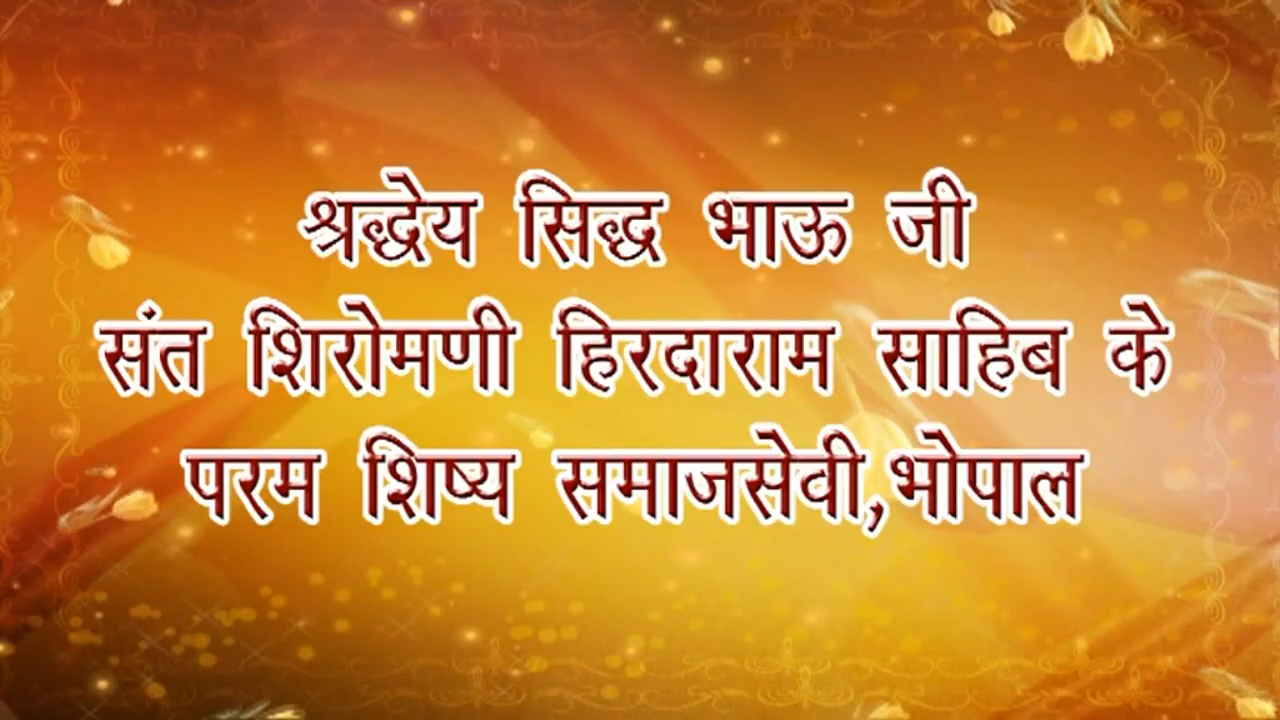 श्रद्धेय सिद्ध भाऊ जी
संत शिरोमणी हिरदाराम साहिब के
परम शिष्य समाजसेवी,भोपाल